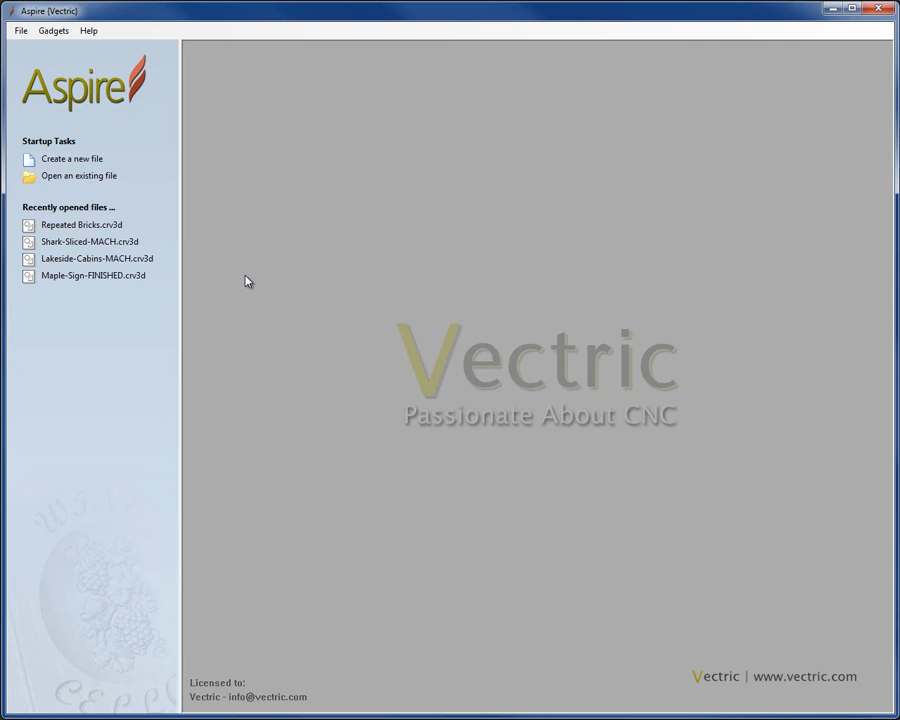 Aspire (Vectric)
File Gadgets Help
Aspire
Startup Tasks
Create a new file
Open an existing file
Recently opened files ...
Repeated Bricks.crv3d
Shark-Sliced-MACH.crv3d
Lakeside-Cabins-MACH.crv3d
Maple-Sign-FINISHED.crv3d
Vectric
Passionate About CNC
Licensed to:
Vectric - info@vectric.com
Vectric | www.vectric.com